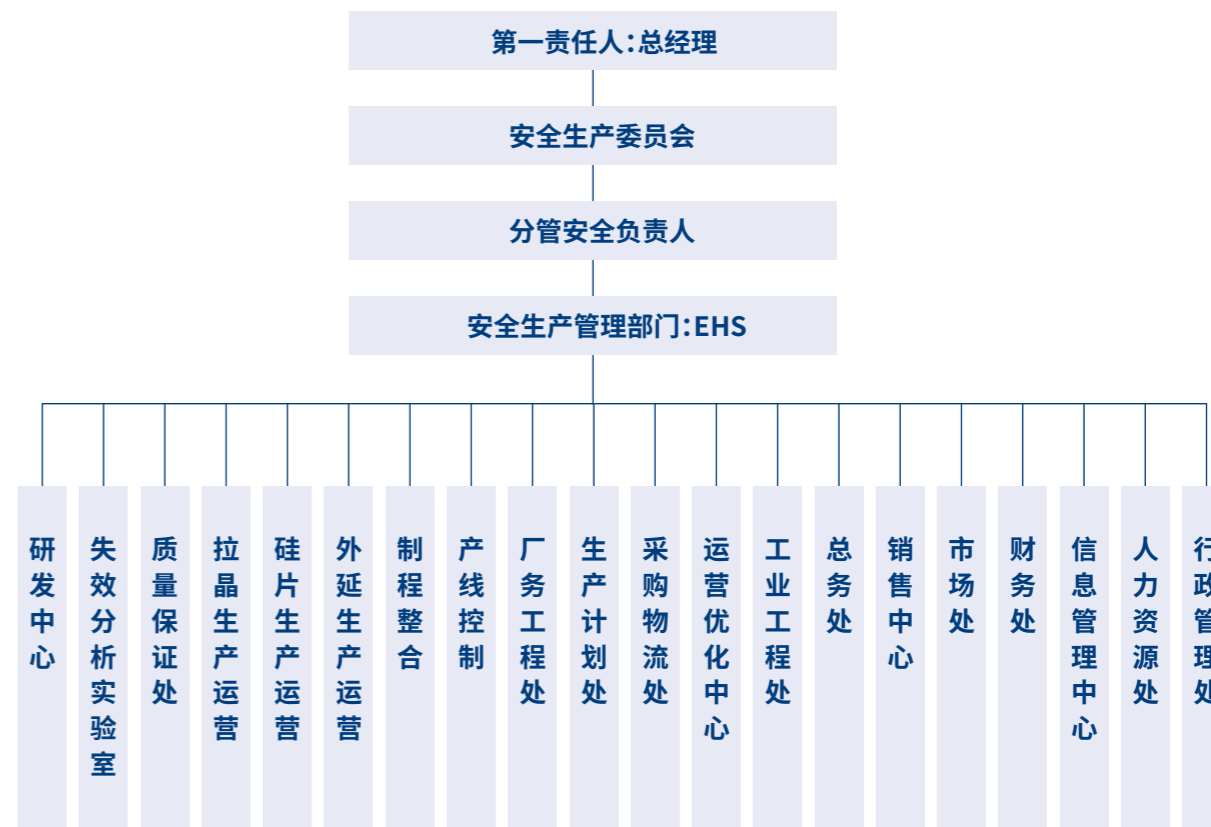 第一责任人：总经理
安全生产委员会
分管安全负责人
安全生产管理部门：EHS
研发中心
失效分析实验室
质量保证处
拉晶生产运营
硅片生产运营
外延生产运营
制程整合
产线控制
厂务工程处
生产计划处
采购物流处
运营优化中心
工业工程处
总务处
销售中心
市场处
财务处
信息管理中心
人力资源处
行政管理处